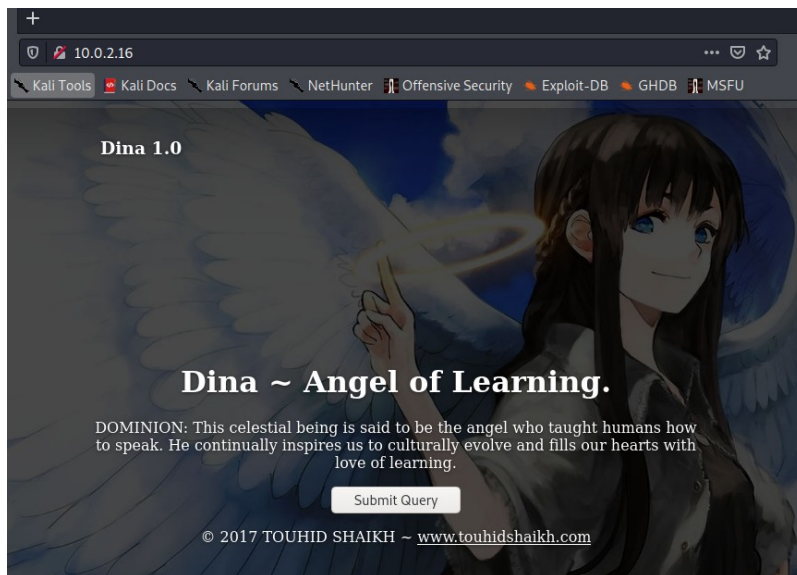 +
10.0.2.16
Kali Tools Kali Docs Kali Forums NetHunter Offensive Security Exploit-DB GHDB MSFU
Dina 1.0
Dina ~ Angel of Learning.
DOMINION: This celestial being is said to be the angel who taught humans how
to speak. He continually inspires us to culturally evolve and fills our hearts with
love of learning.
Submit Query
© 2017 TOUHID SHAIKH ~ www.touhidshaikh.com